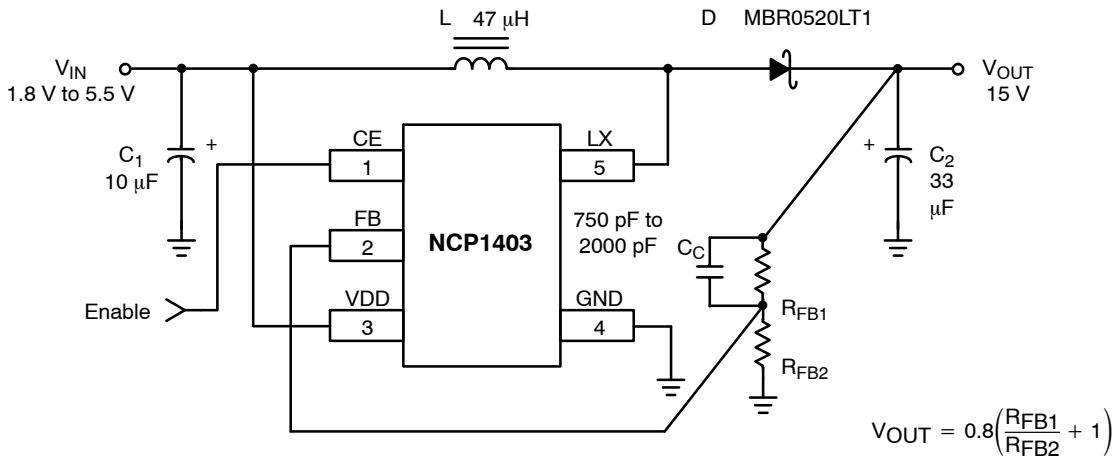 L 47 μH
D MBR0520LT1
VIN
1.8 V to 5.5 V
VOUT
15 V
C1
10 μF
+
CE
1
LX
5
+
C2
33
μF
FB
2
NCP1403
750 pF to
2000 pF
CC
Enable
VDD
3
GND
4
RFB1
RFB2
VOUT = 0.8(RFB1/RFB2 + 1)